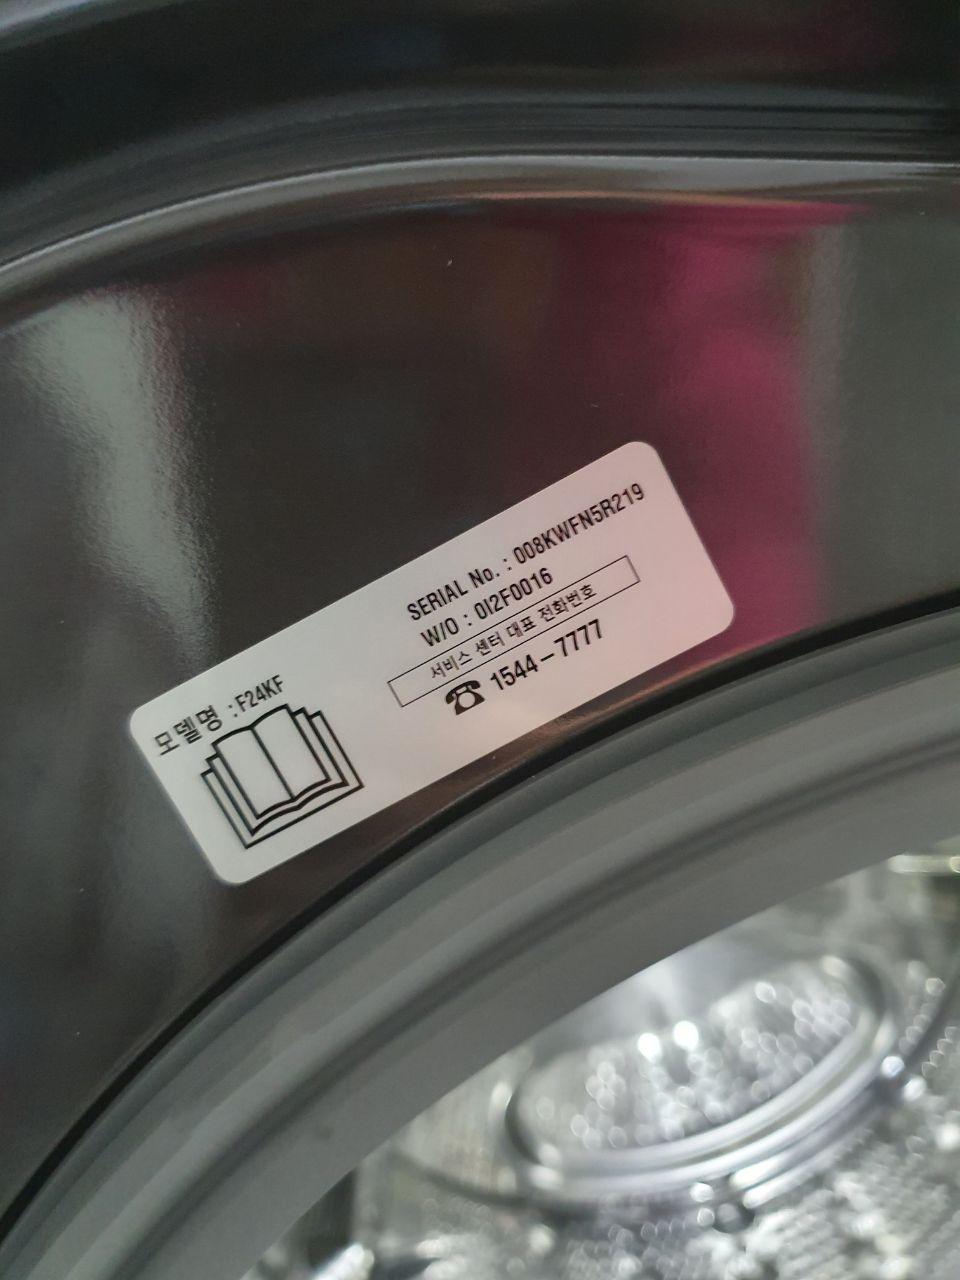 모델명 : F24KF
SERIAL No. : 008KWFN5R219
W/O : 0I2F0016
서비스 센터 대표 전화번호
☎ 1544-7777